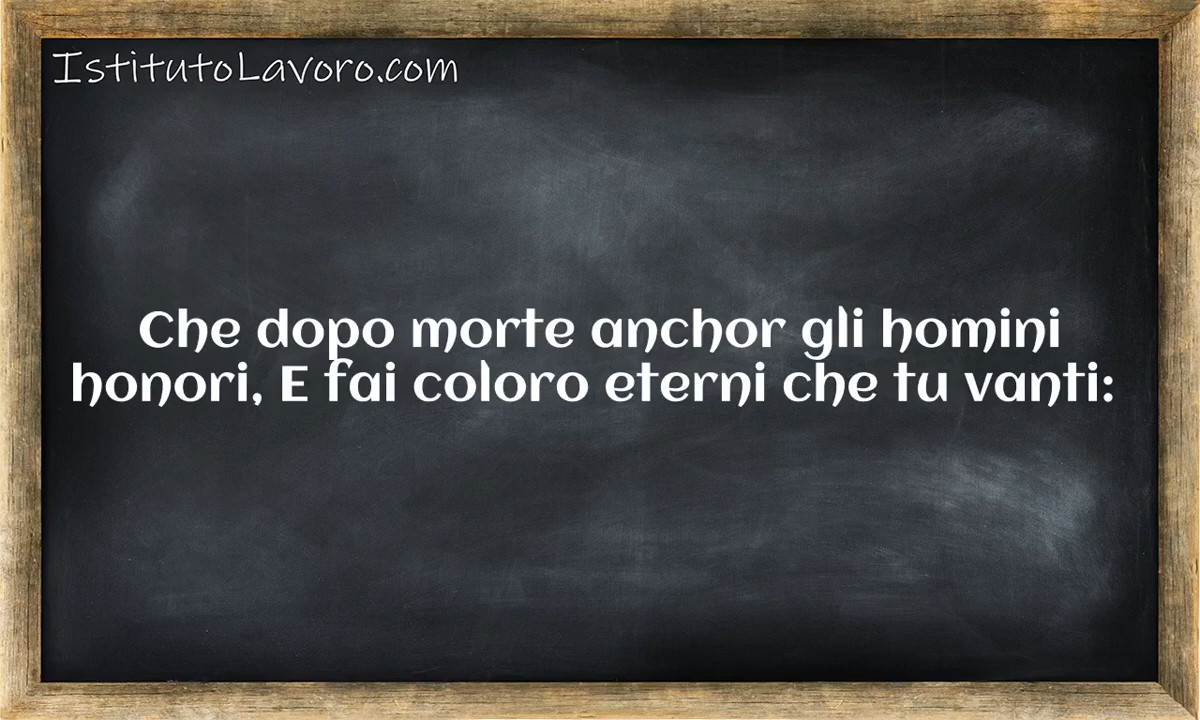 IstitutoLavoro.com
Che dopo morte anchor gli homini
honori, E fai coloro eterni che tu vanti: